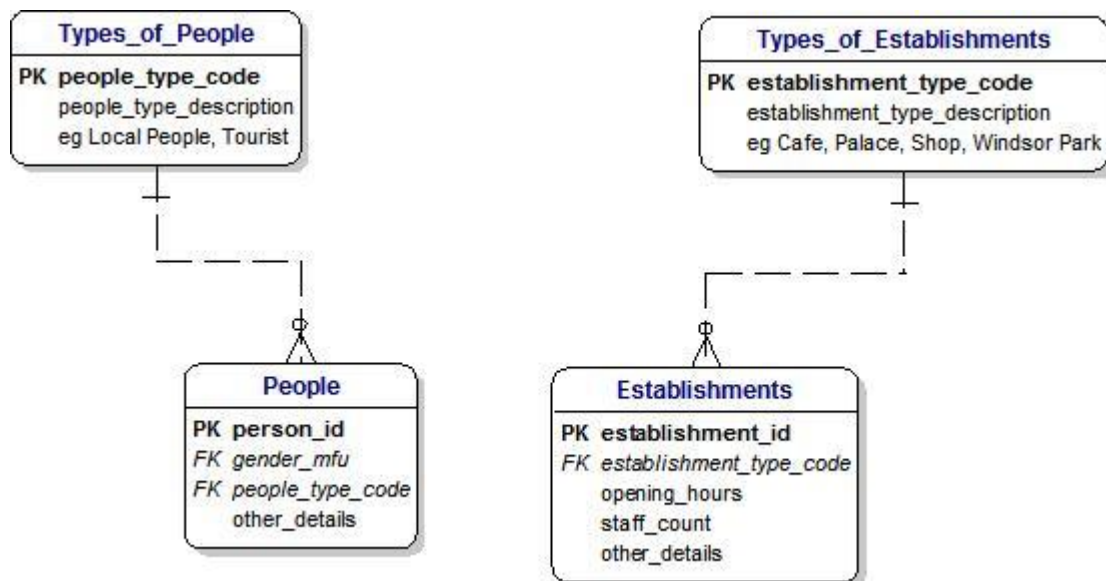 Types_of_People
PK people_type_code
people_type_description
eg Local People, Tourist
Types_of_Establishments
PK establishment_type_code
establishment_type_description
eg Cafe, Palace, Shop, Windsor Park
People
PK person_id
FK gender_mfu
FK people_type_code
other_details
Establishments
PK establishment_id
FK establishment_type_code
opening_hours
staff_count
other_details